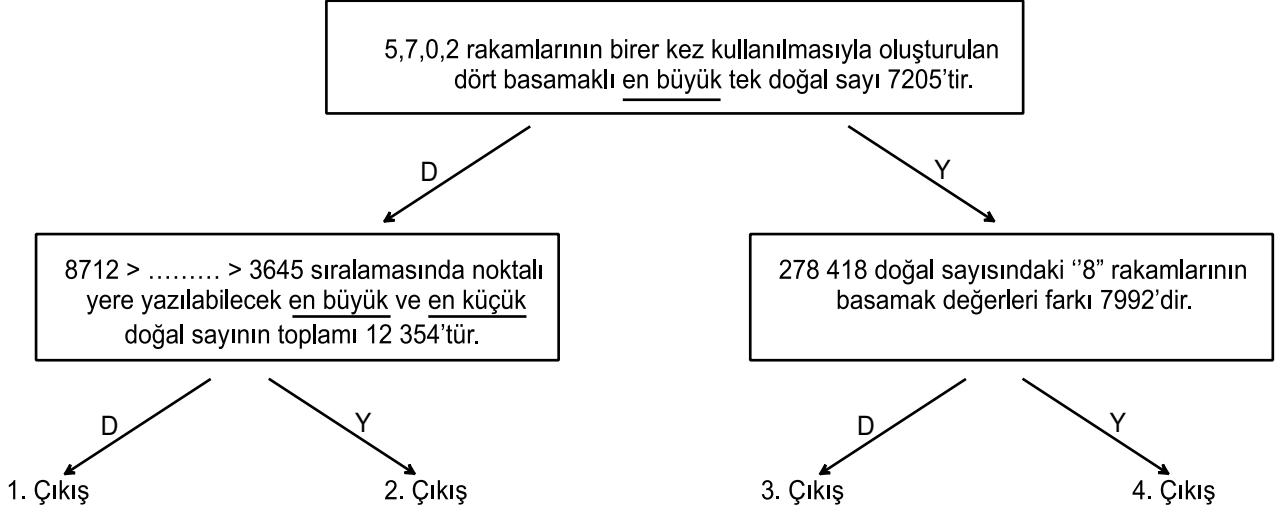 5,7,0,2 rakamlarının birer kez kullanılmasıyla oluşturulan
dört basamaklı en büyük tek doğal sayı 7205’tir.
D
Y
8712 > ……… > 3645 sıralamasında noktalı
yere yazılabilecek en büyük ve en küçük
doğal sayının toplamı 12 354’tür.
278 418 doğal sayısındaki ‘’8” rakamlarının
basamak değerleri farkı 7992’dir.
D
Y
D
Y
1. Çıkış
2. Çıkış
3. Çıkış
4. Çıkış